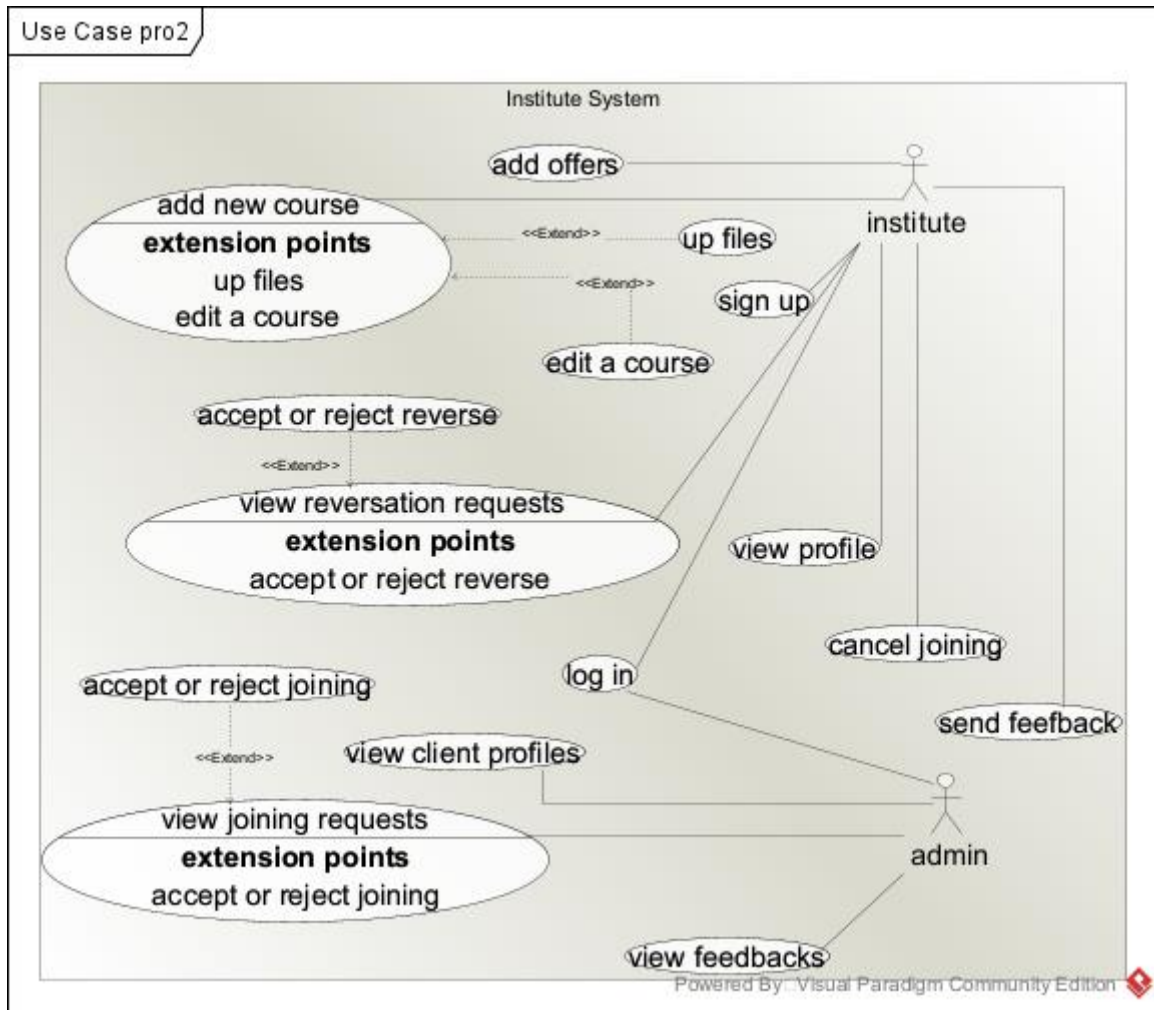 Use Case pro2
Institute System
add offers
add new course
extension points
up files
edit a course
<<Extend>>
up files
<<Extend>>
edit a course
institute
sign up
accept or reject reverse
<<Extend>>
view reversation requests
extension points
accept or reject reverse
view profile
cancel joining
log in
send feefback
accept or reject joining
<<Extend>>
view client profiles
view joining requests
extension points
accept or reject joining
admin
view feedbacks
Powered By Visual Paradigm Community Edition